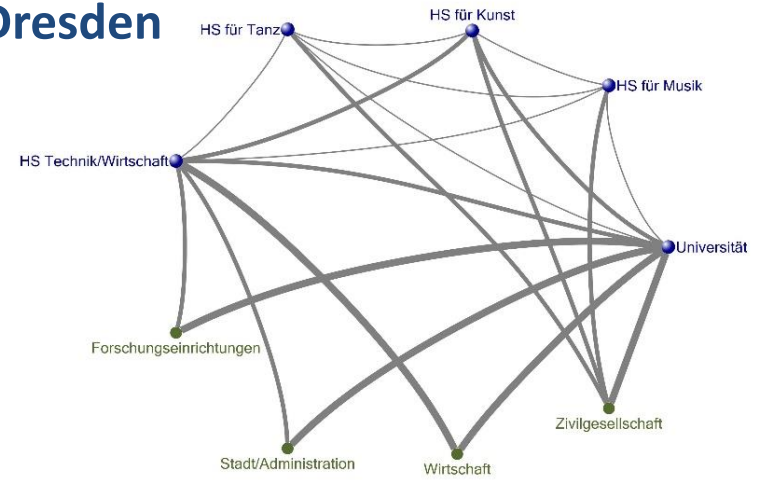 Dresden
HS für Kunst
HS für Tanz
HS für Musik
HS Technik/Wirtschaft
Universität
Forschungseinrichtungen
Zivilgesellschaft
Stadt/Administration
Wirtschaft